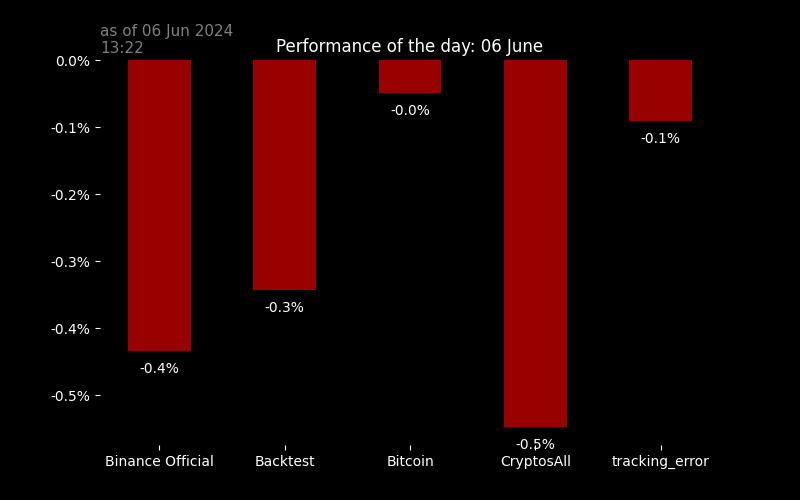 as of 06 Jun 2024
13:22
Performance of the day: 06 June
0.0%
-0.1%
-0.2%
-0.3%
-0.4%
-0.5%
-0.4%
-0.3%
-0.0%
-0.5%
-0.1%
Binance Official
Backtest
Bitcoin
CryptosAll
tracking_error